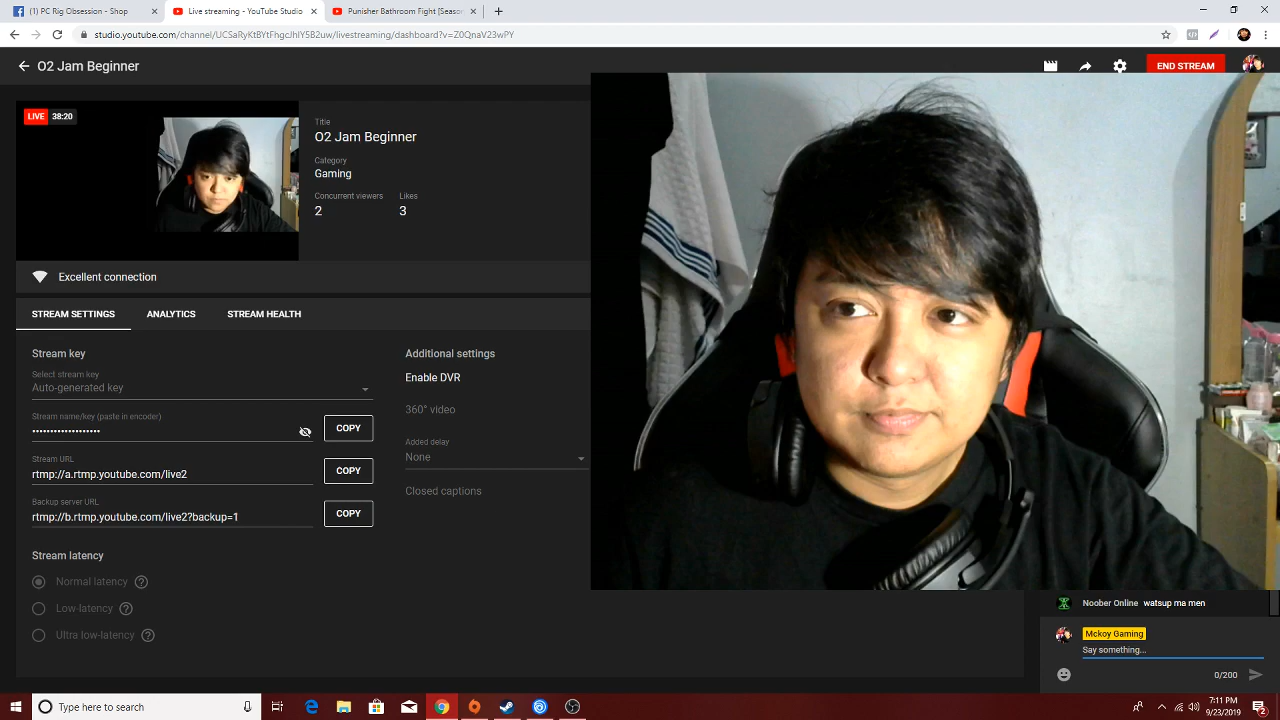 (1) PC Rig Obsession - Shop
Live streaming - YouTube Studio
Punisher Bathroom Fight [Season
studio.youtube.com/channel/UCSaRyKtBYtFhgcJhIY5B2uw/livestreaming/dashboard?v=Z0QnaV23wPY
O2 Jam Beginner
END STREAM
LIVE 38:20
Title
O2 Jam Beginner
Category
Gaming
Concurrent viewers Likes
2 3
Excellent connection
STREAM SETTINGS ANALYTICS STREAM HEALTH
Stream key
Select stream key
Auto-generated key
Stream name/key (paste in encoder)
•••••••••••••••••••
COPY
Stream URL
rtmp://a.rtmp.youtube.com/live2
COPY
Backup server URL
rtmp://b.rtmp.youtube.com/live2?backup=1
COPY
Stream latency
Normal latency
Low-latency
Ultra low-latency
Additional settings
Enable DVR
360° video
Added delay
None
Closed captions
Noober Online watsup ma men
Mckoy Gaming
Say something...
0/200
Type here to search
7:11 PM
9/23/2019
2